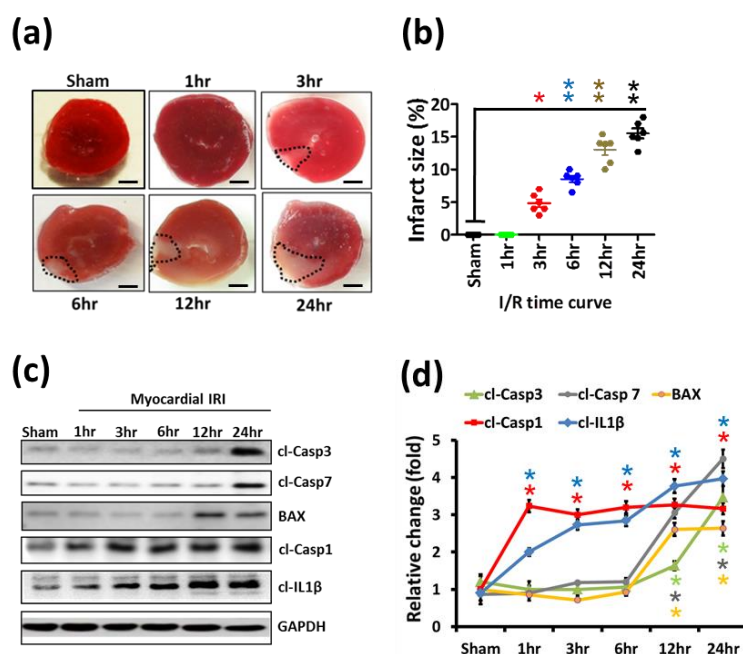 (a)
Sham 1hr 3hr
6hr 12hr 24hr
(b)
* ** ** **
Infarct size (%)
20
15
10
5
0
Sham 1hr 3hr 6hr 12hr 24hr
I/R time curve
(c)
Myocardial IRI
Sham 1hr 3hr 6hr 12hr 24hr
cl-Casp3
cl-Casp7
BAX
cl-Casp1
cl-IL1β
GAPDH
(d)
cl-Casp3 cl-Casp 7 BAX
cl-Casp1 cl-IL1β
Relative change (fold)
5
4
3
2
1
0
* * * * *
* * * * *
* *
* *
* *
Sham 1hr 3hr 6hr 12hr 24hr